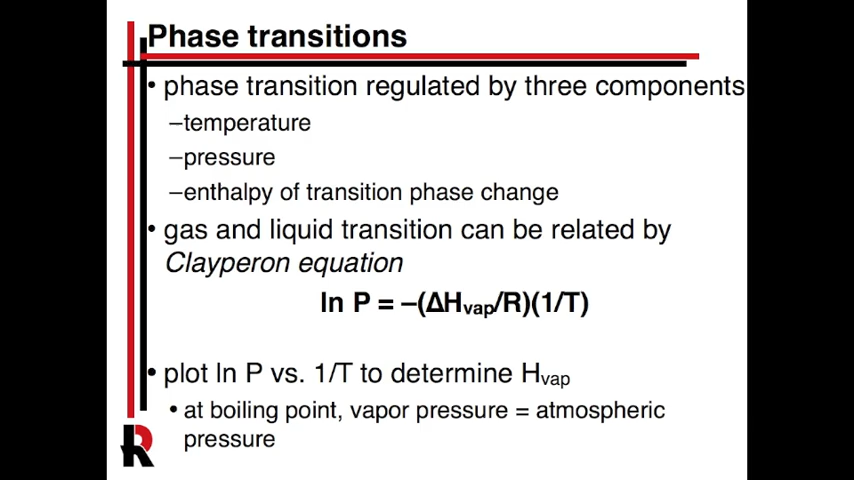 Phase transitions
• phase transition regulated by three components
–temperature
–pressure
–enthalpy of transition phase change
• gas and liquid transition can be related by
Clayperon equation
ln P = –(ΔHvap/R)(1/T)
• plot ln P vs. 1/T to determine Hvap
• at boiling point, vapor pressure = atmospheric
pressure
R